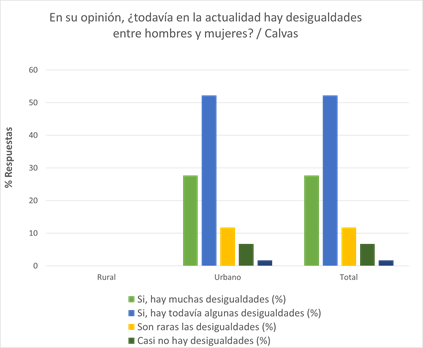 En su opinión, ¿todavía en la actualidad hay desigualdades
entre hombres y mujeres? / Calvas
% Respuestas
60
50
40
30
20
10
0
Rural Urbano Total
Si, hay muchas desigualdades (%)
Si, hay todavía algunas desigualdades (%)
Son raras las desigualdades (%)
Casi no hay desigualdades (%)